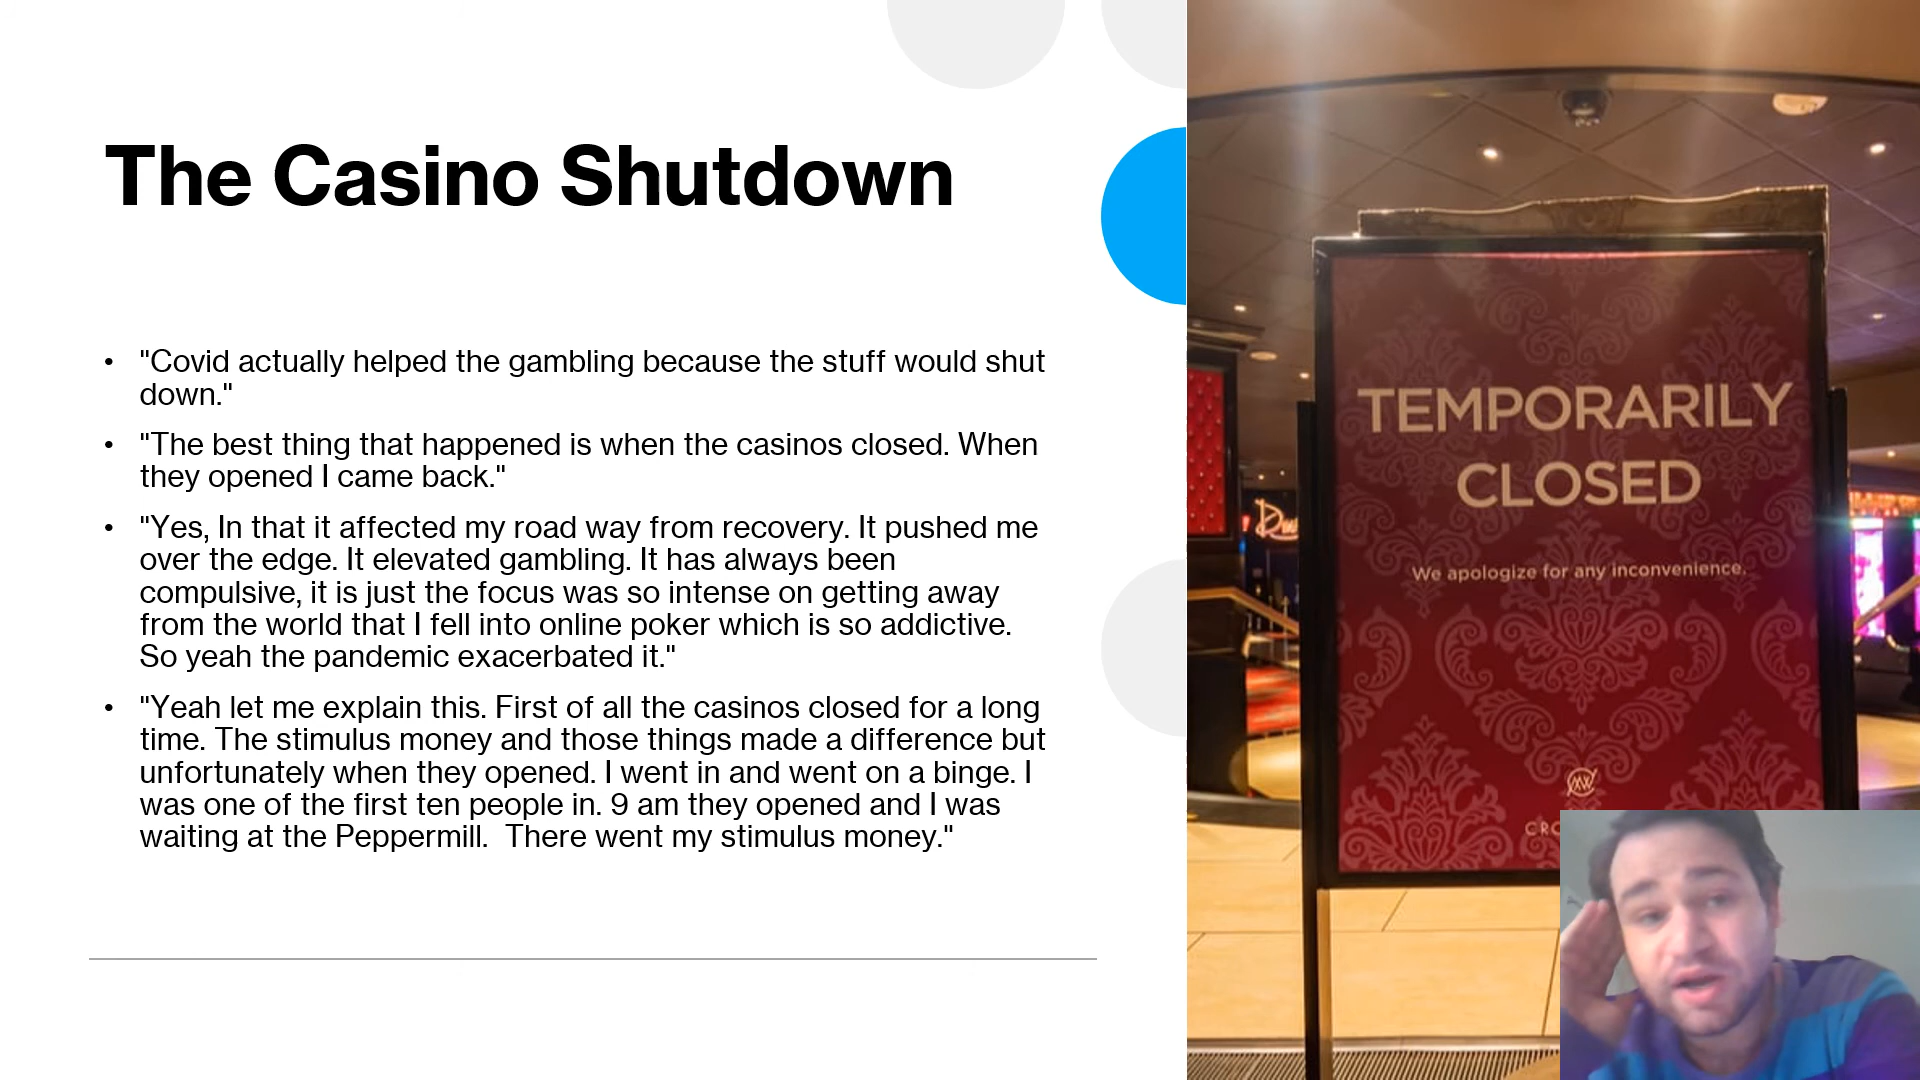 The Casino Shutdown
• "Covid actually helped the gambling because the stuff would shut
down."
• "The best thing that happened is when the casinos closed. When
they opened I came back."
• "Yes, In that it affected my road way from recovery. It pushed me
over the edge. It elevated gambling. It has always been
compulsive, it is just the focus was so intense on getting away
from the world that I fell into online poker which is so addictive.
So yeah the pandemic exacerbated it."
• "Yeah let me explain this. First of all the casinos closed for a long
time. The stimulus money and those things made a difference but
unfortunately when they opened. I went in and went on a binge. I
was one of the first ten people in. 9 am they opened and I was
waiting at the Peppermill.  There went my stimulus money."
TEMPORARILY
CLOSED
We apologize for any inconvenience.